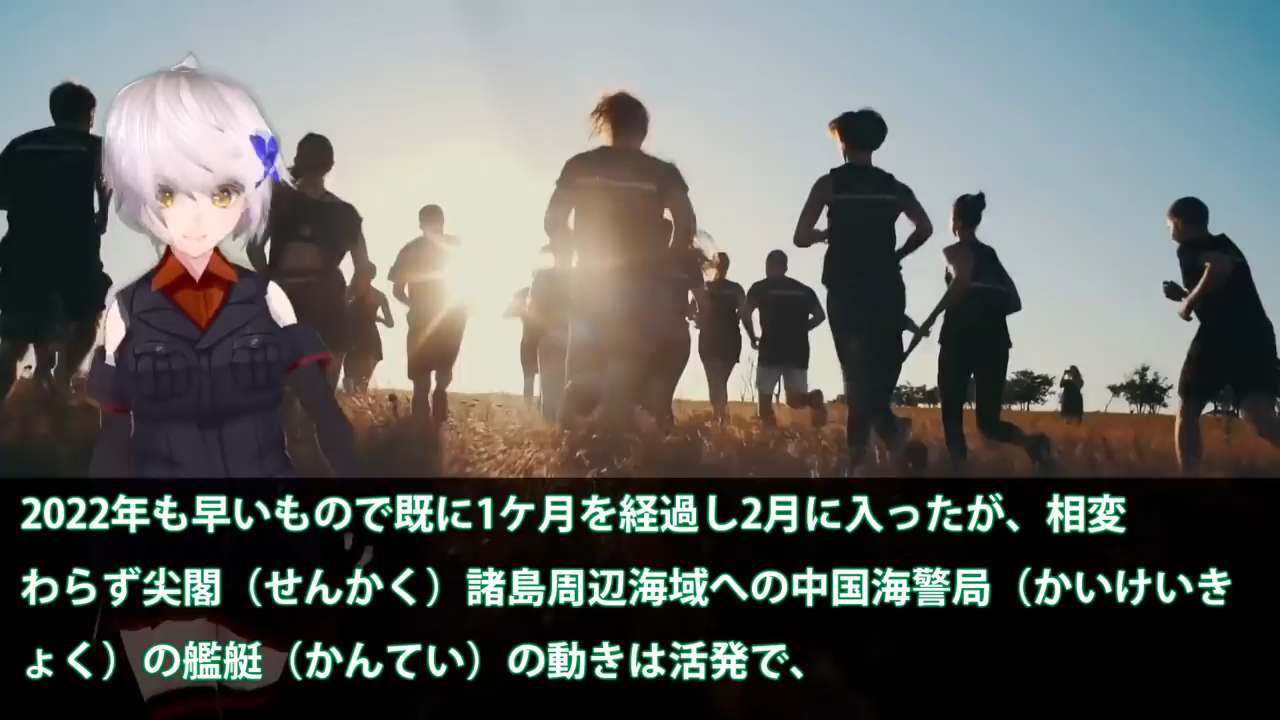 2022年も早いもので既に1ケ月を経過し2月に入ったが、相変
わらず尖閣（せんかく）諸島周辺海域への中国海警局（かいけいき
ょく）の艦艇（かんてい）の動きは活発で、